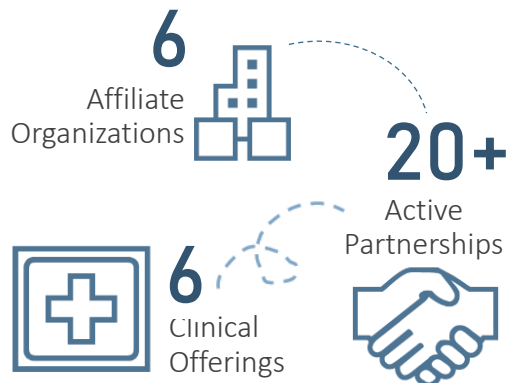 6
Affiliate
Organizations
20+
Active
Partnerships
6
Clinical
Offerings